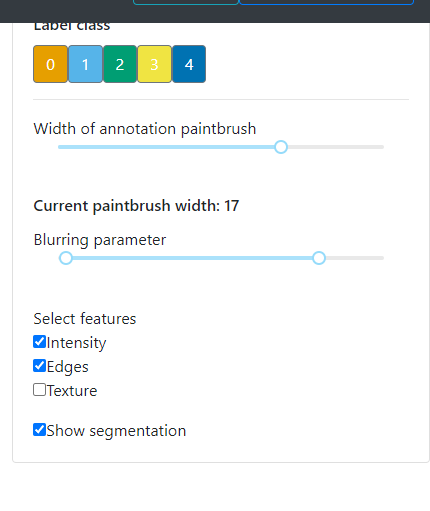 Label class
0 1 2 3 4
Width of annotation paintbrush
Current paintbrush width: 17
Blurring parameter
Select features
Intensity
Edges
Texture
Show segmentation